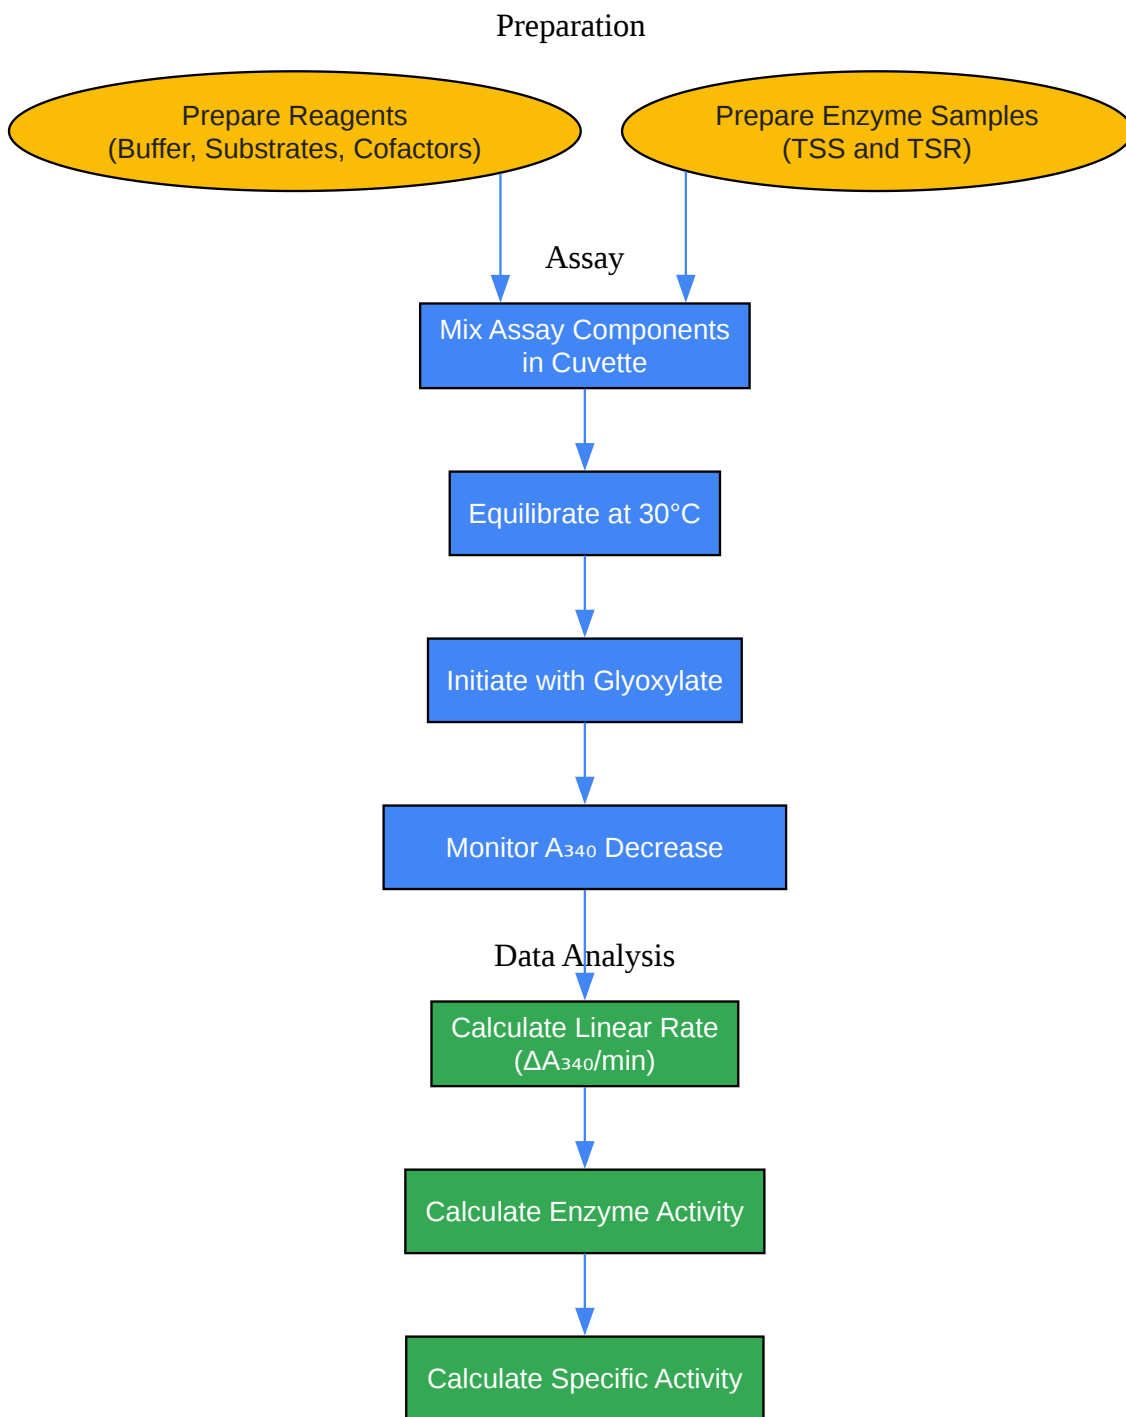 Preparation
Prepare Reagents
(Buffer, Substrates, Cofactors)
Prepare Enzyme Samples
(TSS and TSR)
Assay
Mix Assay Components
in Cuvette
Equilibrate at 30°C
Initiate with Glyoxylate
Monitor A₃₄₀ Decrease
Data Analysis
Calculate Linear Rate
(ΔA₃₄₀/min)
Calculate Enzyme Activity
Calculate Specific Activity